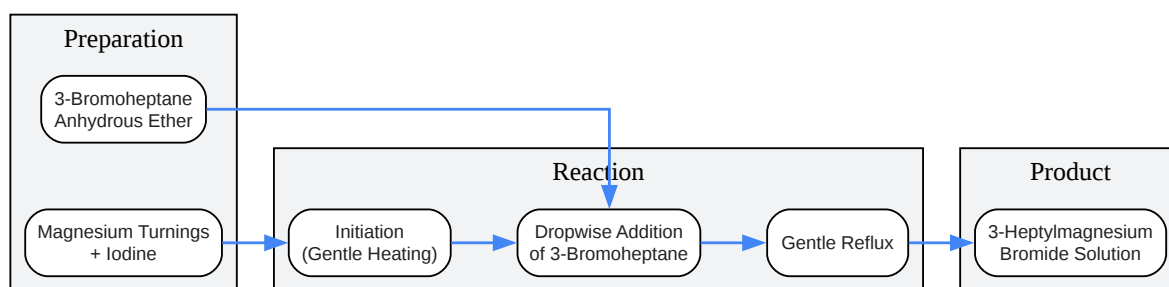 Preparation
3-Bromoheptane
Anhydrous Ether
Magnesium Turnings
+ Iodine
Reaction
Initiation
(Gentle Heating)
Dropwise Addition
of 3-Bromoheptane
Gentle Reflux
Product
3-Heptylmagnesium
Bromide Solution